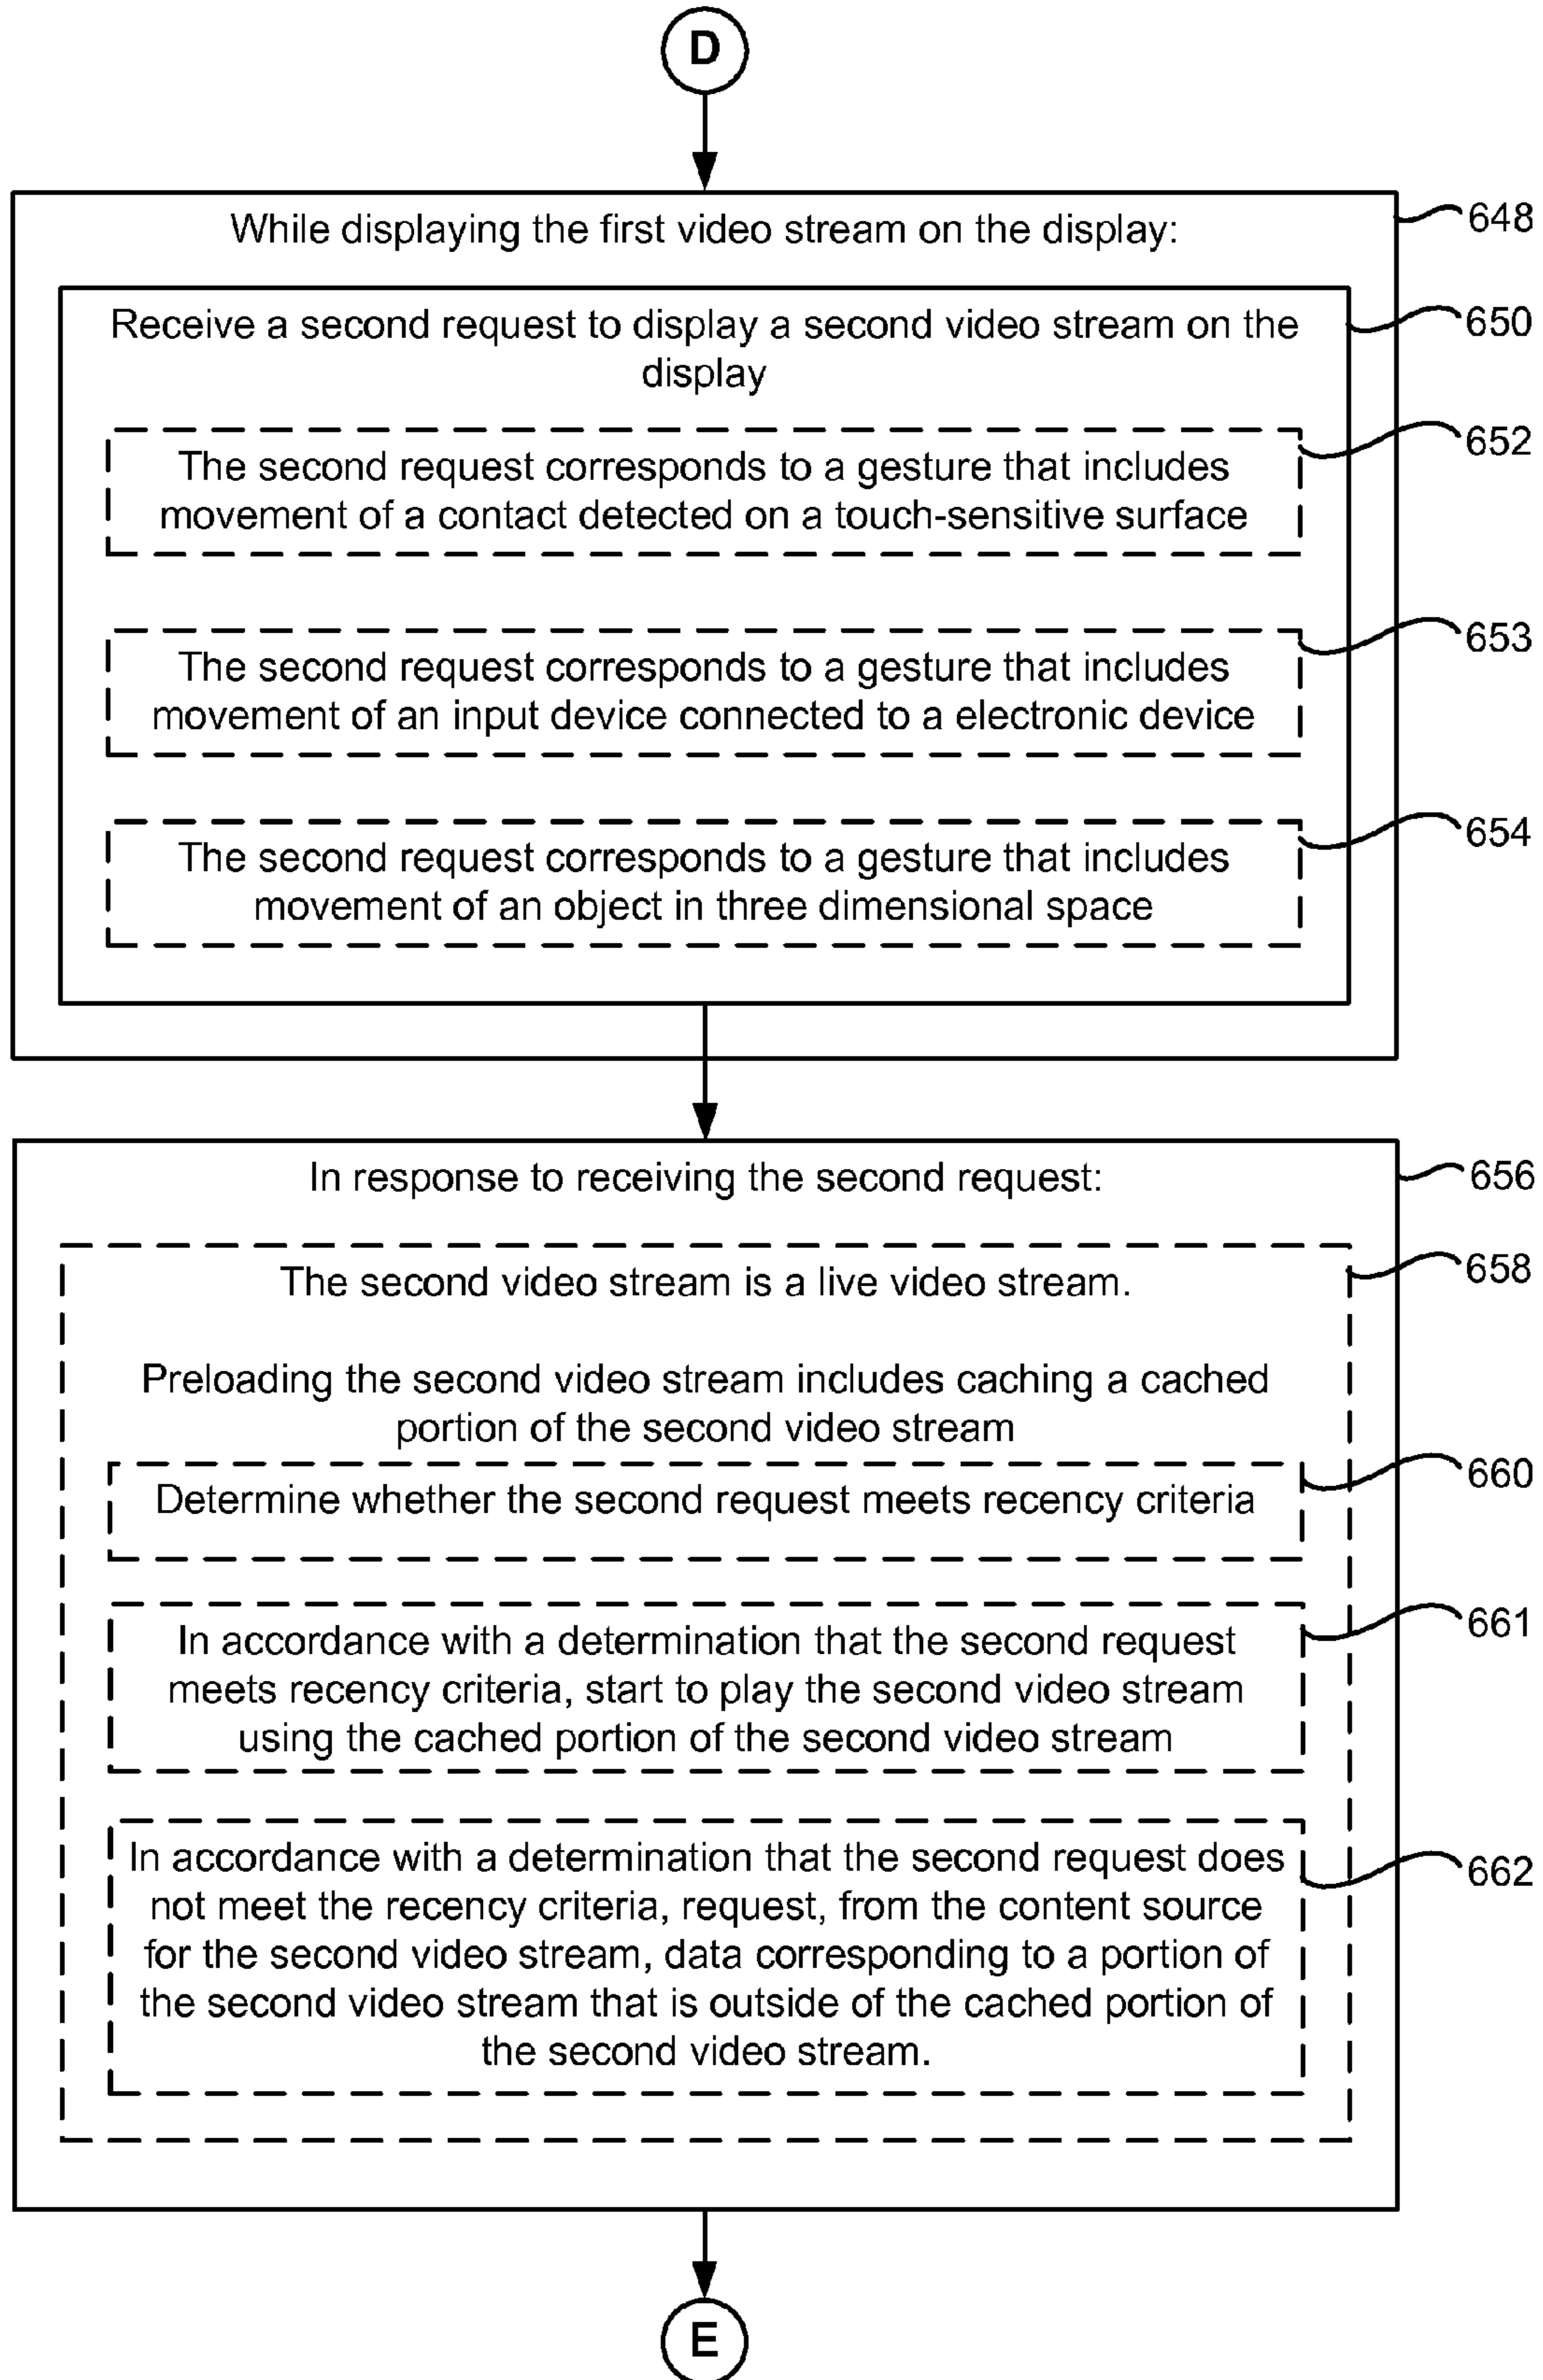 D
While displaying the first video stream on the display:
648
Receive a second request to display a second video stream on the
display
650
The second request corresponds to a gesture that includes
movement of a contact detected on a touch-sensitive surface
652
The second request corresponds to a gesture that includes
movement of an input device connected to a electronic device
653
The second request corresponds to a gesture that includes
movement of an object in three dimensional space
654
In response to receiving the second request:
656
The second video stream is a live video stream.
658
Preloading the second video stream includes caching a cached
portion of the second video stream
Determine whether the second request meets recency criteria
660
In accordance with a determination that the second request
meets recency criteria, start to play the second video stream
using the cached portion of the second video stream
661
In accordance with a determination that the second request does
not meet the recency criteria, request, from the content source
for the second video stream, data corresponding to a portion of
the second video stream that is outside of the cached portion of
the second video stream.
662
E